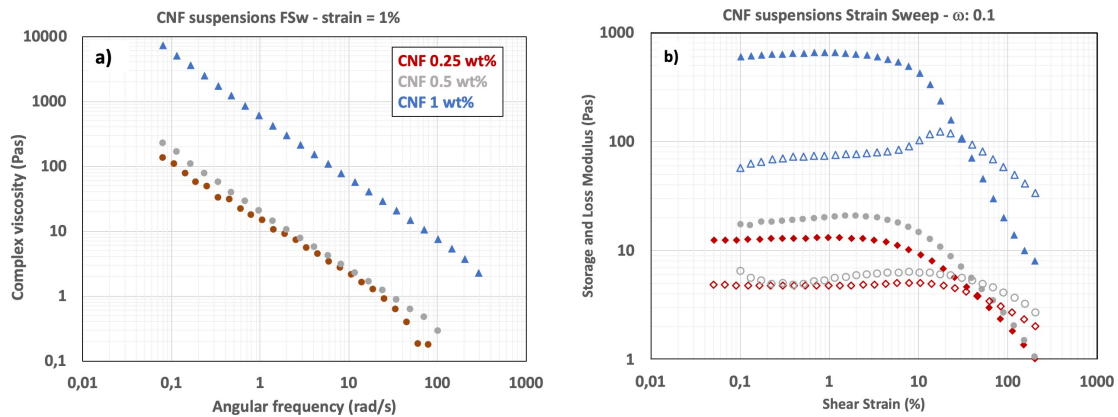 CNF suspensions FSw - strain = 1%
a)
CNF 0.25 wt%
CNF 0.5 wt%
CNF 1 wt%
Complex viscosity (Pas)
10000
1000
100
10
1
0,1
0,01 0,1 1 10 100 1000
Angular frequency (rad/s)
CNF suspensions Strain Sweep - ω: 0.1
b)
Storage and Loss Modulus (Pas)
1000
100
10
1
0,01 0,1 1 10 100 1000
Shear Strain (%)